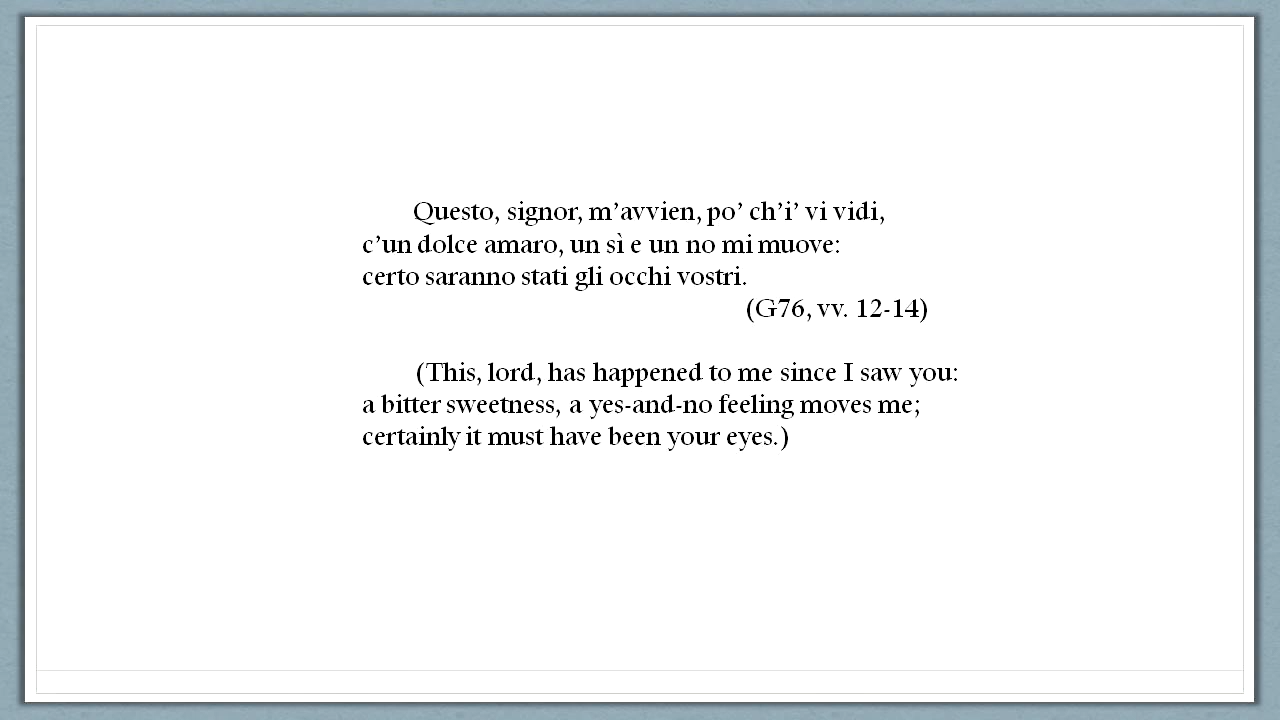 Questo, signor, m’avvien, po’ ch’i’ vi vidi,
c’un dolce amaro, un sì e un no mi muove:
certo saranno stati gli occhi vostri.
(G76, vv. 12-14)
(This, lord, has happened to me since I saw you:
a bitter sweetness, a yes-and-no feeling moves me;
certainly it must have been your eyes.)